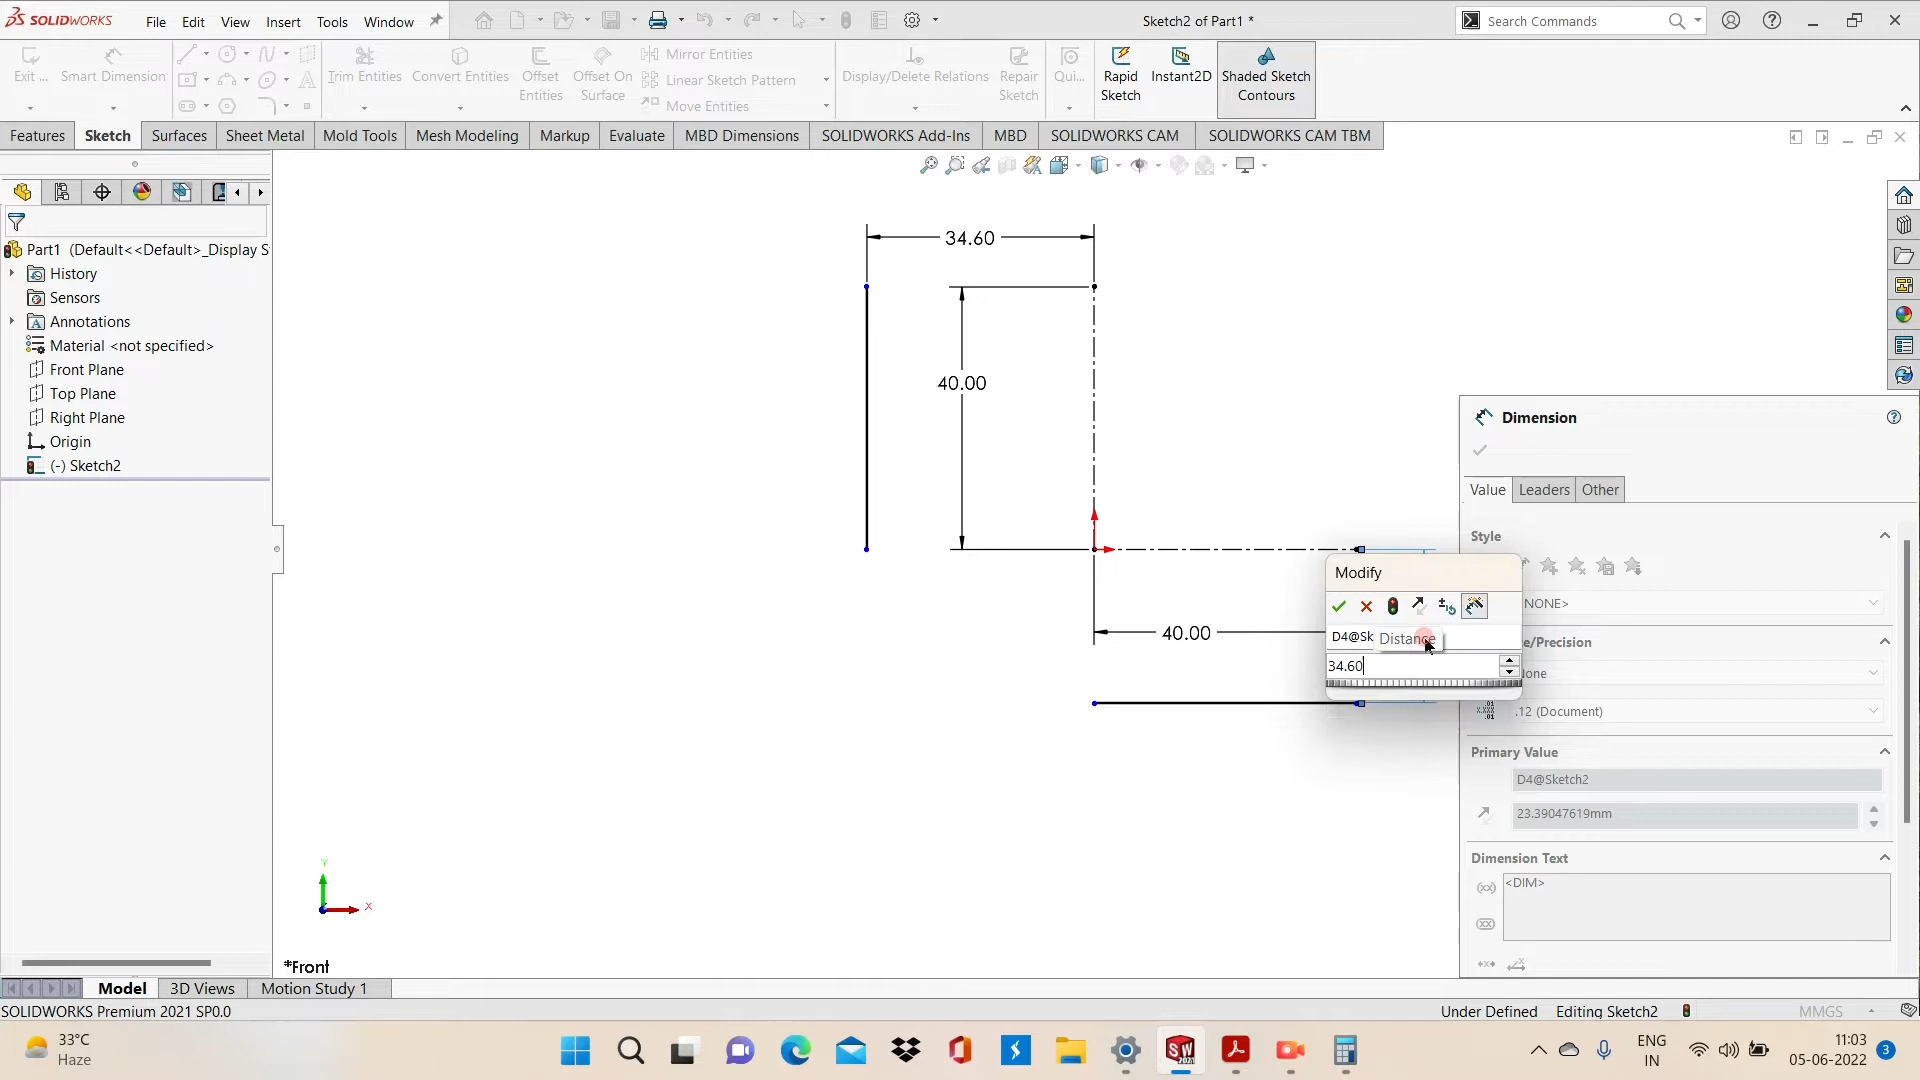 SOLIDWORKS File Edit View Insert Tools Window Sketch2 of Part1 * Search Commands
Exit ... Smart Dimension Trim Entities Convert Entities Offset Entities Offset On Surface Mirror Entities Linear Sketch Pattern Move Entities Display/Delete Relations Repair Sketch Qui... Rapid Sketch Instant2D Shaded Sketch Contours
Features Sketch Surfaces Sheet Metal Mold Tools Mesh Modeling Markup Evaluate MBD Dimensions SOLIDWORKS Add-Ins MBD SOLIDWORKS CAM SOLIDWORKS CAM TBM
Part1 (Default<<Default>_Display S
History
Sensors
Annotations
Material <not specified>
Front Plane
Top Plane
Right Plane
Origin
(-) Sketch2
34.60
40.00
40.00
Modify
D4@Sk
Distance
34.60
Dimension
Value Leaders Other
Style
NONE>
e/Precision
one
.12 (Document)
Primary Value
D4@Sketch2
23.39047619mm
Dimension Text
<DIM>
Y
X
*Front
Model 3D Views Motion Study 1
SOLIDWORKS Premium 2021 SP0.0 Under Defined Editing Sketch2 MMGS
33°C
Haze
ENG
IN
11:03
05-06-2022
3